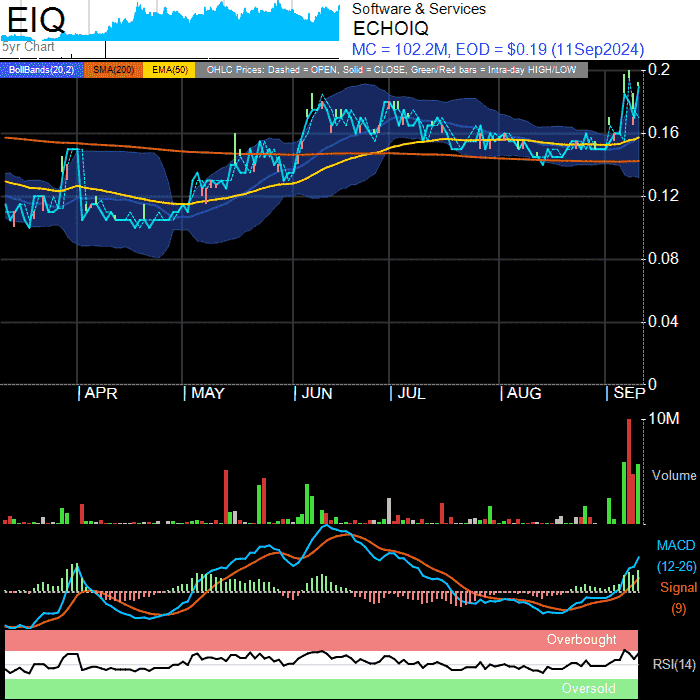 EIQ
5yr Chart
Software & Services
ECHOIQ
MC = 102.2M, EOD = $0.19 (11Sep2024)
BollBands(20,2) SMA(200) EMA(50) OHLC Prices: Dashed = OPEN, Solid = CLOSE, Green/Red bars = Intra-day HIGH/LOW
0.2
0.16
0.12
0.08
0.04
0
APR MAY JUN JUL AUG SEP
10M
Volume
MACD
(12-26)
Signal
(9)
Overbought
RSI(14)
Oversold